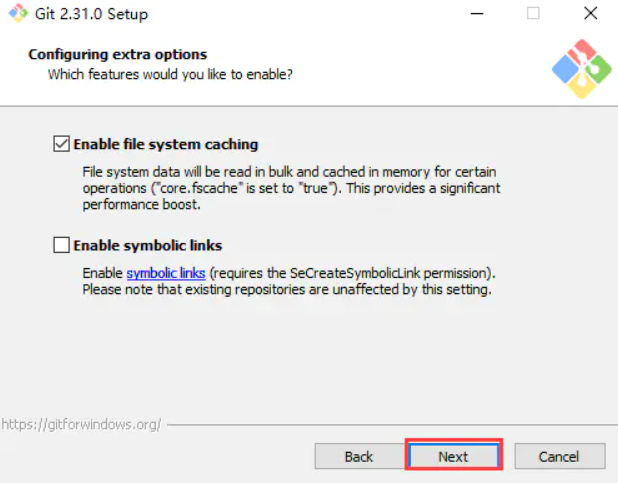 Git 2.31.0 Setup
Configuring extra options
Which features would you like to enable?
Enable file system caching
File system data will be read in bulk and cached in memory for certain
operations ("core.fscache" is set to "true"). This provides a significant
performance boost.
Enable symbolic links
Enable symbolic links (requires the SeCreateSymbolicLink permission).
Please note that existing repositories are unaffected by this setting.
https://gitforwindows.org/
Back Next Cancel